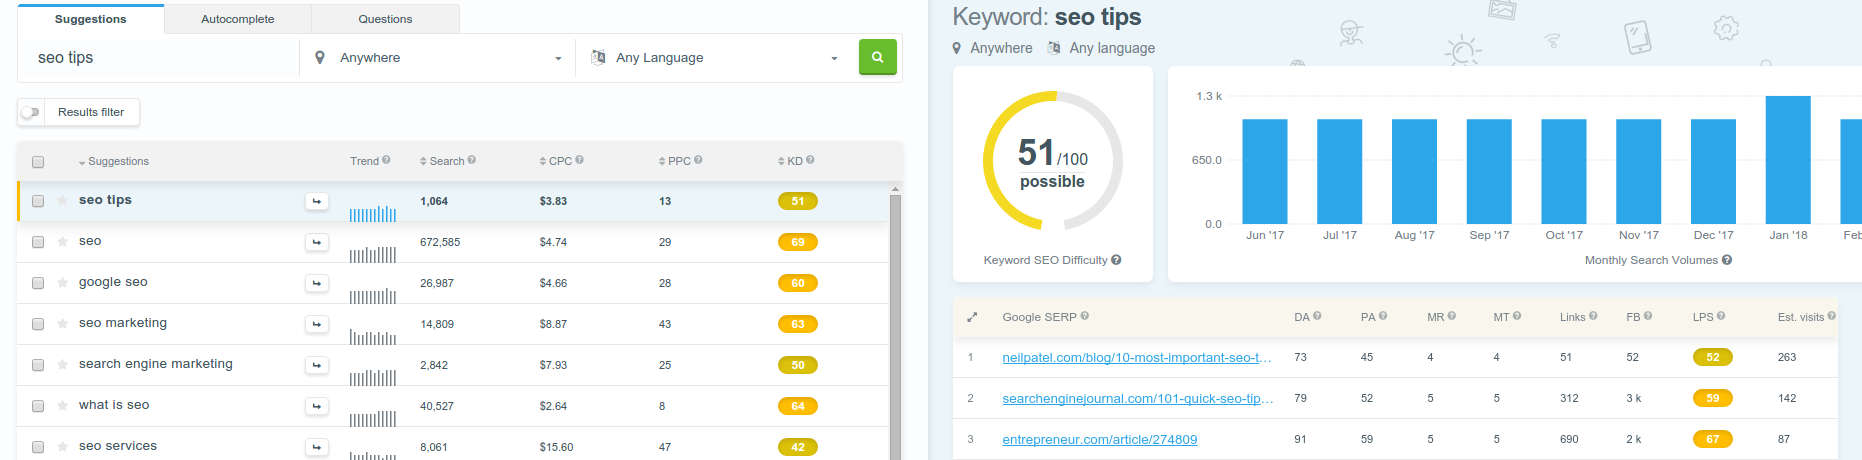 Suggestions Autocomplete Questions
seo tips Anywhere Any Language
Results filter
Suggestions Trend Search CPC PPC KD
seo tips 1,064 $3.83 13 51
seo 672,585 $4.74 29 69
google seo 26,987 $4.66 28 60
seo marketing 14,809 $8.87 43 63
search engine marketing 2,842 $7.93 25 50
what is seo 40,527 $2.64 8 64
seo services 8,061 $15.60 47 42
Keyword: seo tips
Anywhere Any language
51/100
possible
Keyword SEO Difficulty
1.3 k
650.0
0.0
Jun '17 Jul '17 Aug '17 Sep '17 Oct '17 Nov '17 Dec '17 Jan '18 Feb
Monthly Search Volumes
Google SERP DA PA MR MT Links FB LPS Est. visits
1 neilpatel.com/blog/10-most-important-seo-t... 73 45 4 4 51 52 52 263
2 searchenginejournal.com/101-quick-seo-tip... 79 52 5 5 312 3 k 59 142
3 entrepreneur.com/article/274809 91 59 5 5 690 2 k 67 87